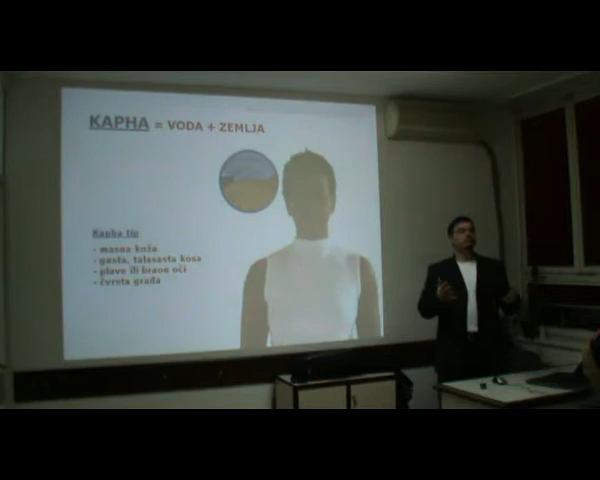 KAPHA = VODA + ZEMLJA
Kapha tip
- masna koža
- gusta, talasasta kosa
- plave ili braon oči
- čvrsta građa